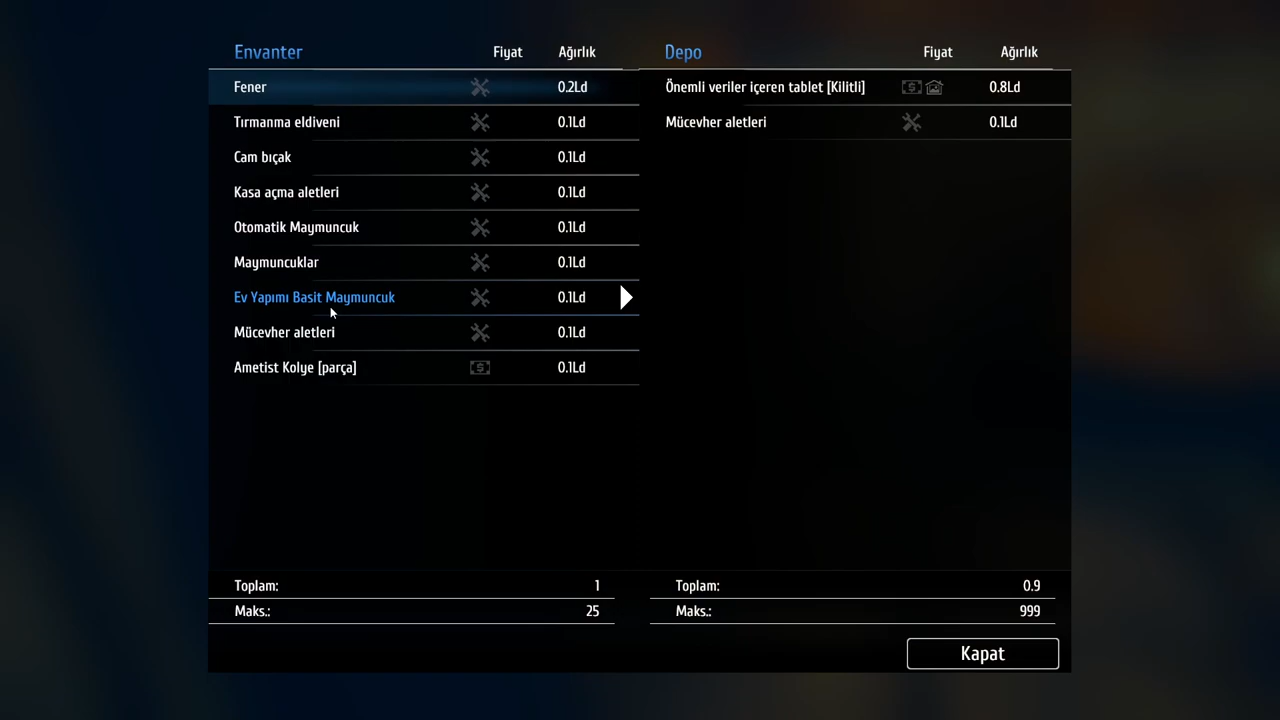 Envanter Fiyat Ağırlık
Fener 0.2Ld
Tırmanma eldiveni 0.1Ld
Cam bıçak 0.1Ld
Kasa açma aletleri 0.1Ld
Otomatik Maymuncuk 0.1Ld
Maymuncuklar 0.1Ld
Ev Yapımı Basit Maymuncuk 0.1Ld
Mücevher aletleri 0.1Ld
Ametist Kolye [parça] 0.1Ld
Toplam: 1
Maks.: 25
Depo Fiyat Ağırlık
Önemli veriler içeren tablet [Kilitli] 0.8Ld
Mücevher aletleri 0.1Ld
Toplam: 0.9
Maks.: 999
Kapat